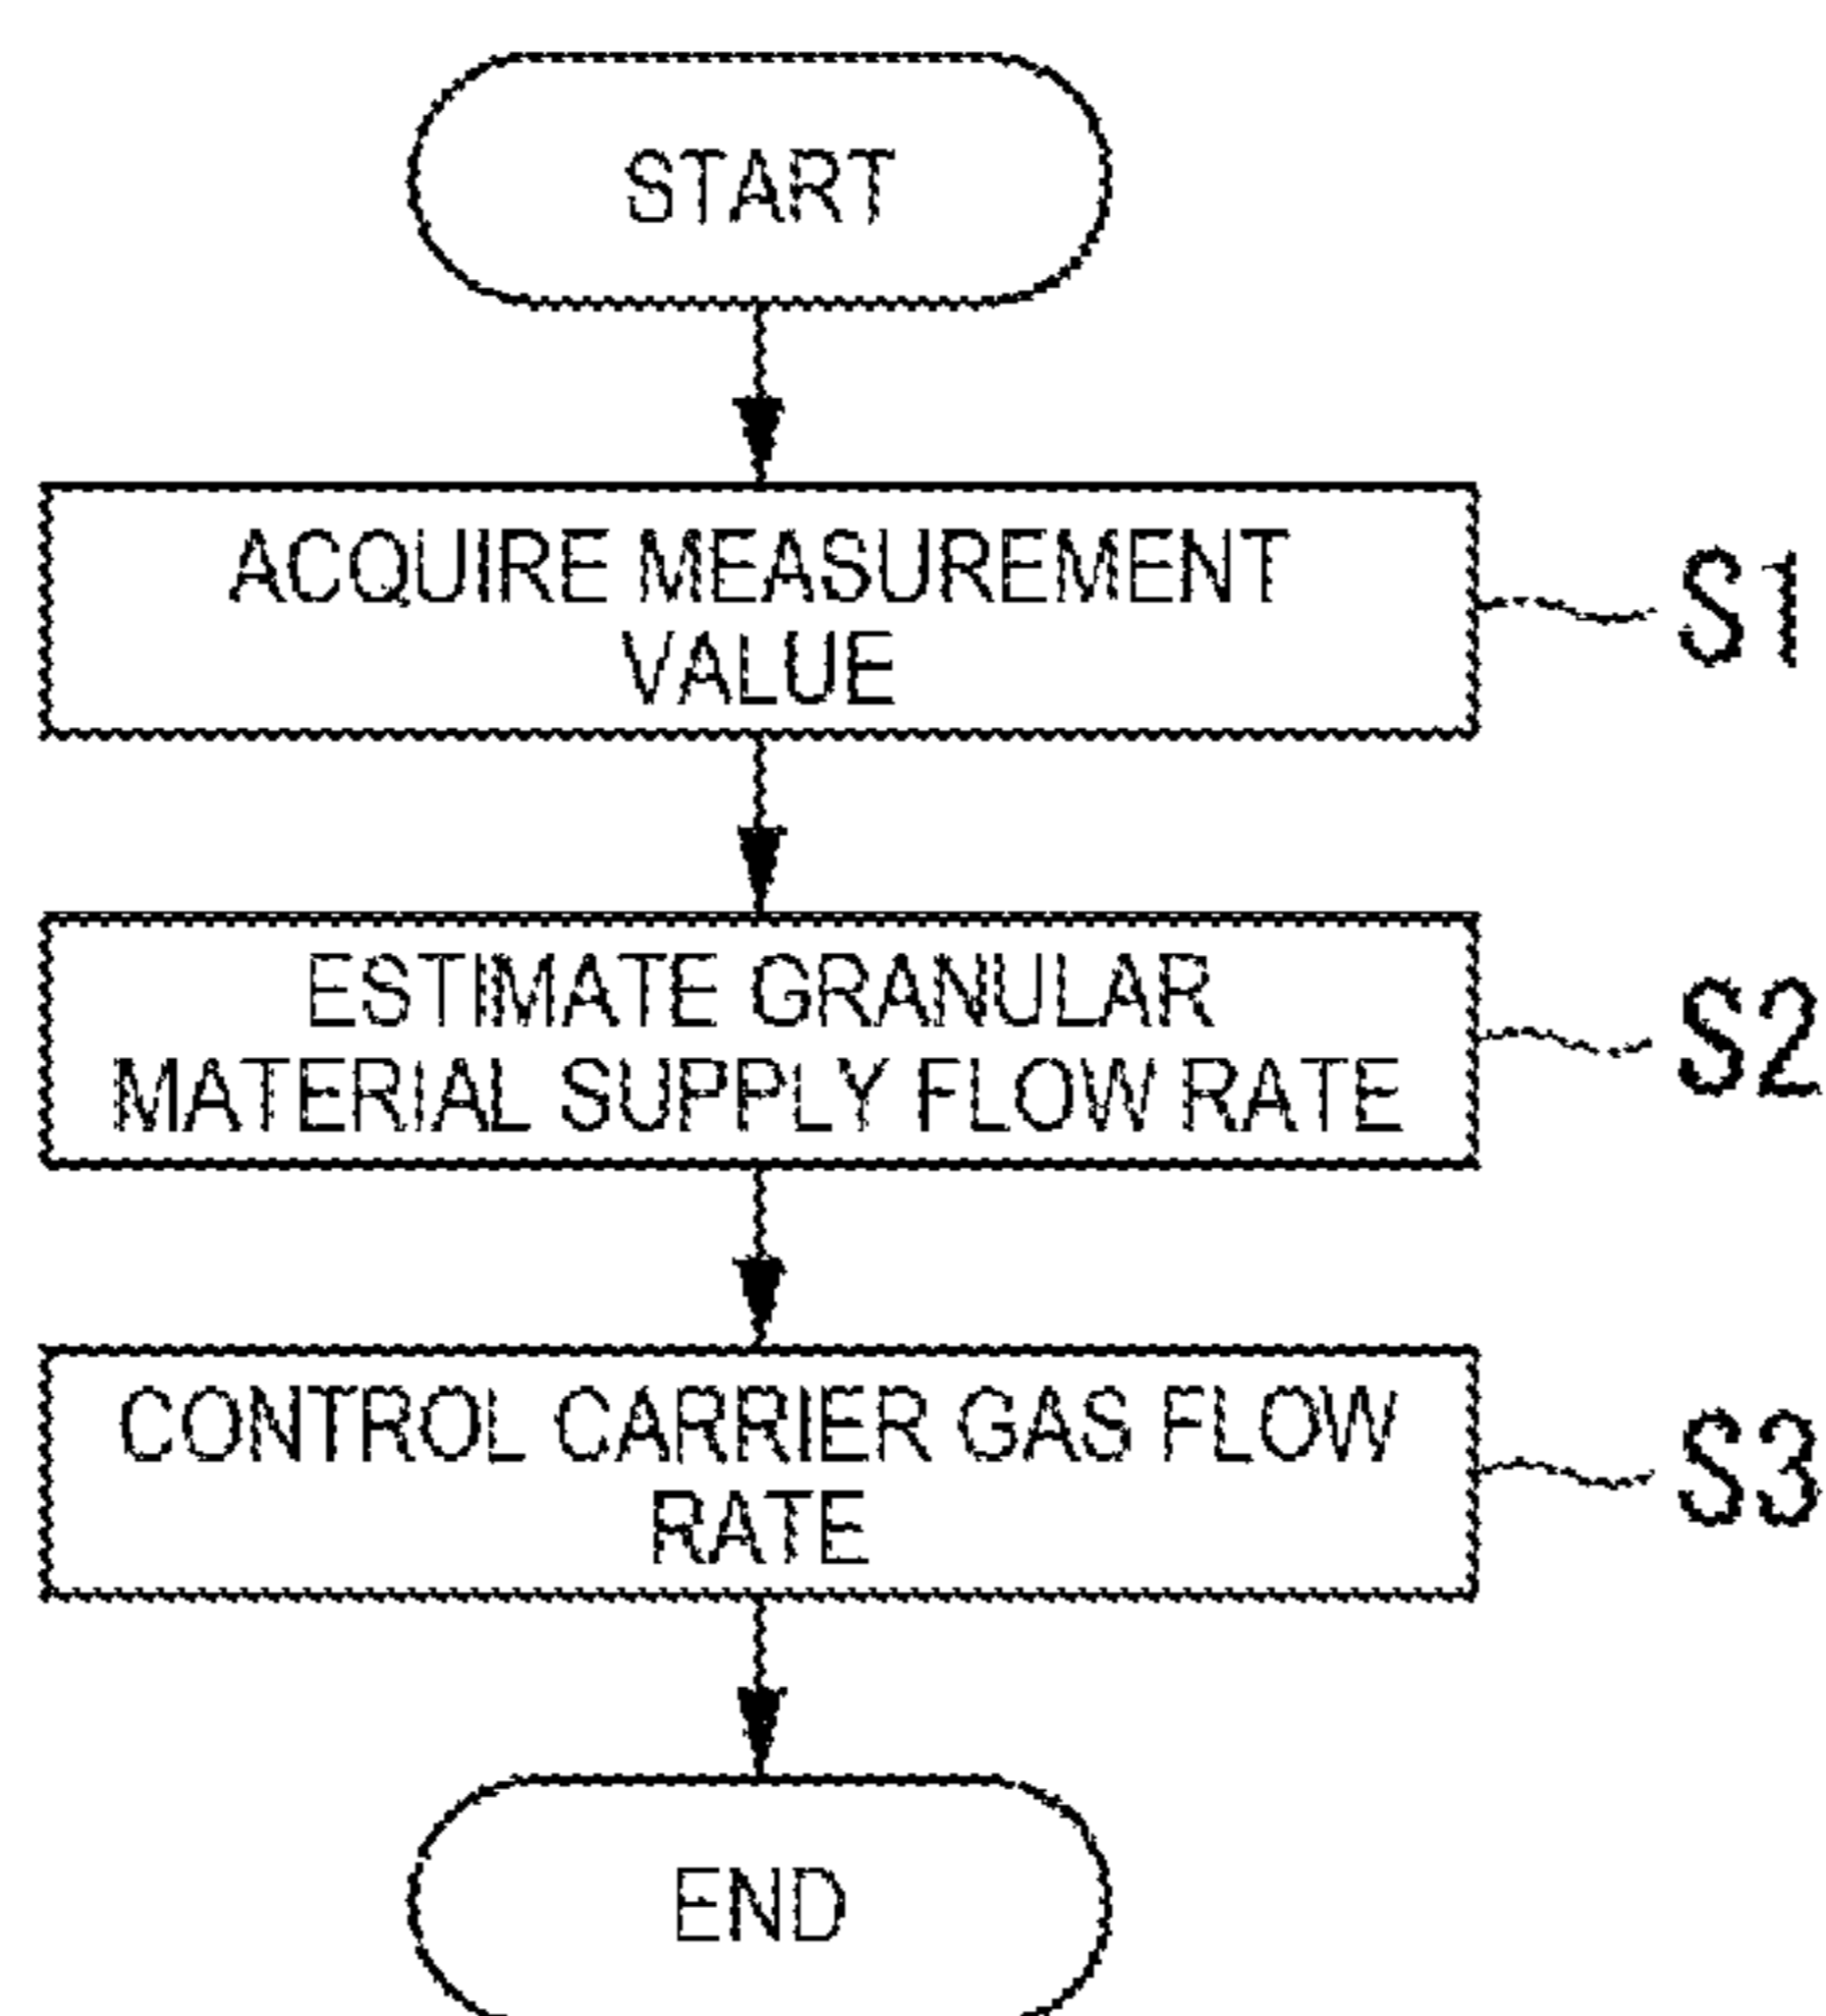 START
ACQUIRE MEASUREMENT
VALUE
S1
ESTIMATE GRANULAR
MATERIAL SUPPLY FLOW RATE
S2
CONTROL CARRIER GAS FLOW
RATE
S3
END